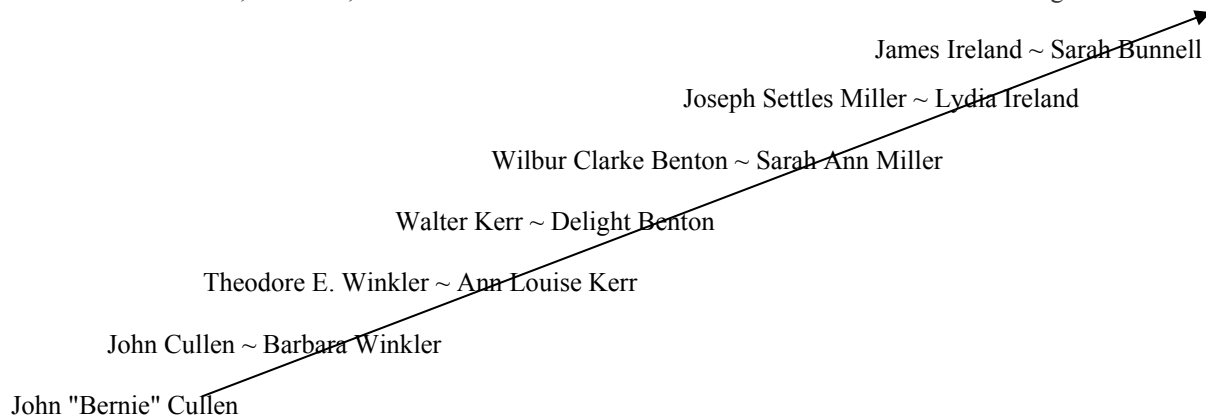 James Ireland ~ Sarah Bunnell
Joseph Settles Miller ~ Lydia Ireland
Wilbur Clarke Benton ~ Sarah Ann Miller
Walter Kerr ~ Delight Benton
Theodore E. Winkler ~ Ann Louise Kerr
John Cullen ~ Barbara Winkler
John "Bernie" Cullen